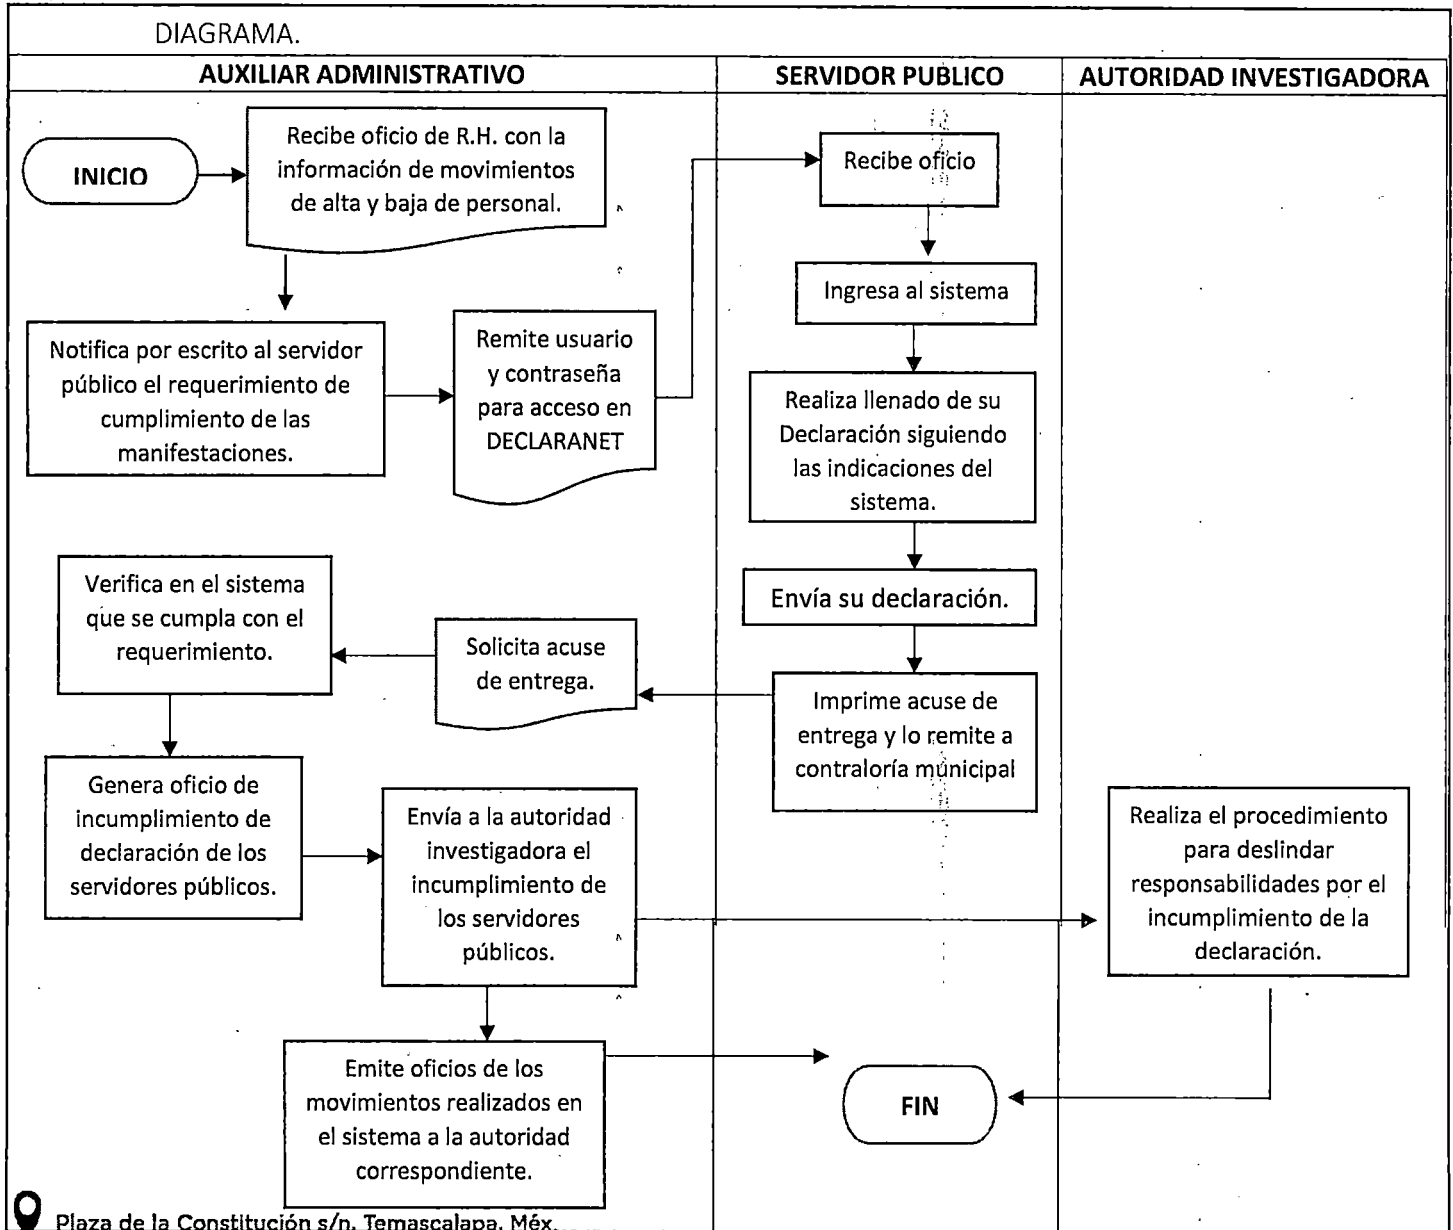 DIAGRAMA.
AUXILIAR ADMINISTRATIVO
SERVIDOR PUBLICO
AUTORIDAD INVESTIGADORA
INICIO
Recibe oficio de R.H. con la
información de movimientos
de alta y baja de personal.
Notifica por escrito al servidor
público el requerimiento de
cumplimiento de las
manifestaciones.
Remite usuario
y contraseña
para acceso en
DECLARANET
Recibe oficio
Ingresa al sistema
Realiza llenado de su
Declaración siguiendo
las indicaciones del
sistema.
Envía su declaración.
Imprime acuse de
entrega y lo remite a
contraloría municipal
Solicita acuse
de entrega.
Verifica en el sistema
que se cumpla con el
requerimiento.
Genera oficio de
incumplimiento de
declaración de los
servidores públicos.
Envía a la autoridad
investigadora el
incumplimiento de
los servidores
públicos.
Realiza el procedimiento
para deslindar
responsabilidades por el
incumplimiento de la
declaración.
Emite oficios de los
movimientos realizados en
el sistema a la autoridad
correspondiente.
FIN
Plaza de la Constitución s/n. Temascalapa. Méx.